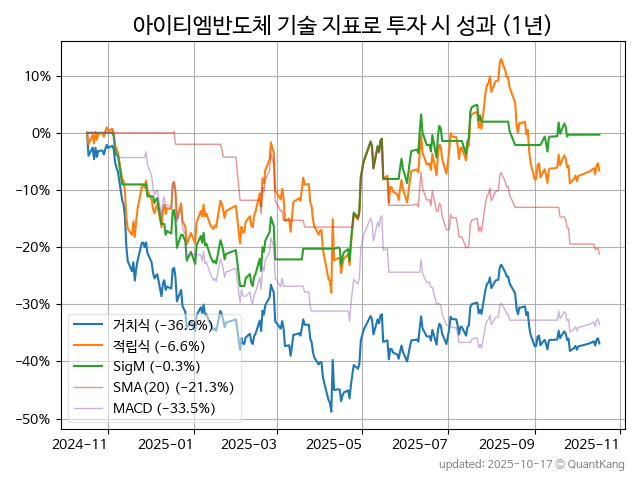 아이티엠반도체 기술 지표로 투자 시 성과 (1년)
10%
0%
−10%
−20%
−30%
−40%
−50%
거치식 (−36.9%)
적립식 (−6.6%)
SigM (−0.3%)
SMA(20) (−21.3%)
MACD (−33.5%)
2024−11 2025−01 2025−03 2025−05 2025−07 2025−09 2025−11
updated: 2025-10-17 © QuantKang